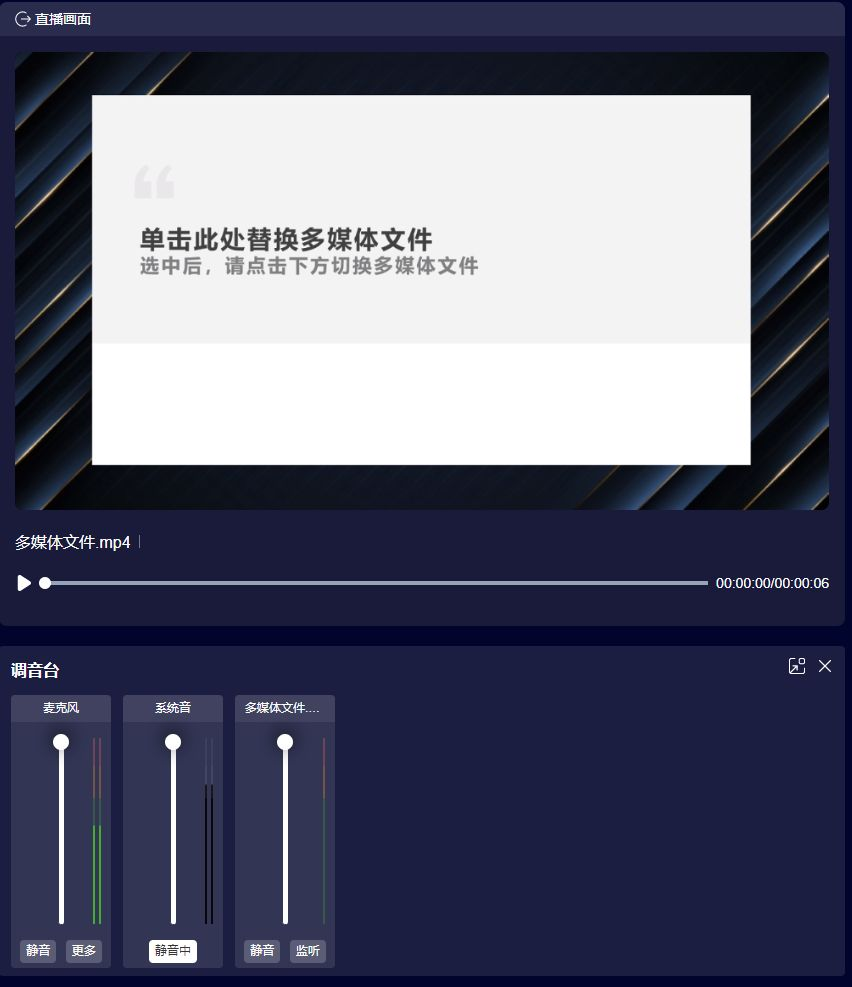 直播画面
单击此处替换多媒体文件
选中后，请点击下方切换多媒体文件
多媒体文件.mp4
00:00:00/00:00:06
调音台
麦克风 系统音 多媒体文件....
静音 更多 静音中 静音 监听